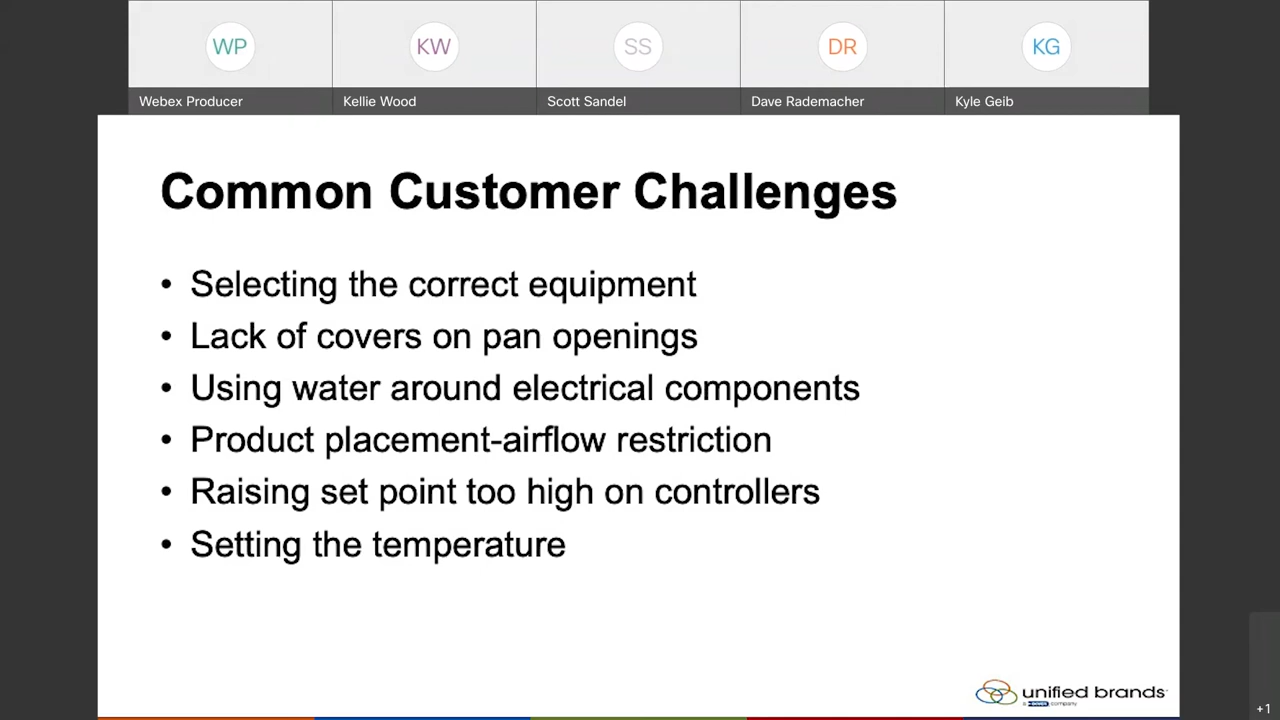 WP
KW
SS
DR
KG
Webex Producer
Kellie Wood
Scott Sandel
Dave Rademacher
Kyle Geib
Common Customer Challenges
• Selecting the correct equipment
• Lack of covers on pan openings
• Using water around electrical components
• Product placement-airflow restriction
• Raising set point too high on controllers
• Setting the temperature
unified brands
a DOVER company
+1